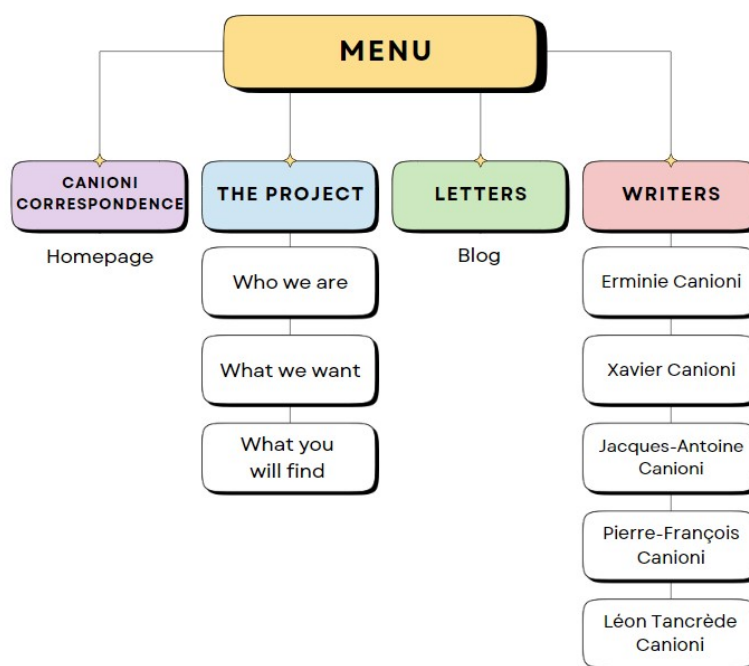 MENU
CANIONI
CORRESPONDENCE
Homepage
THE PROJECT
Who we are
What we want
What you
will find
LETTERS
Blog
WRITERS
Erminie Canioni
Xavier Canioni
Jacques-Antoine
Canioni
Pierre-François
Canioni
Léon Tancrède
Canioni